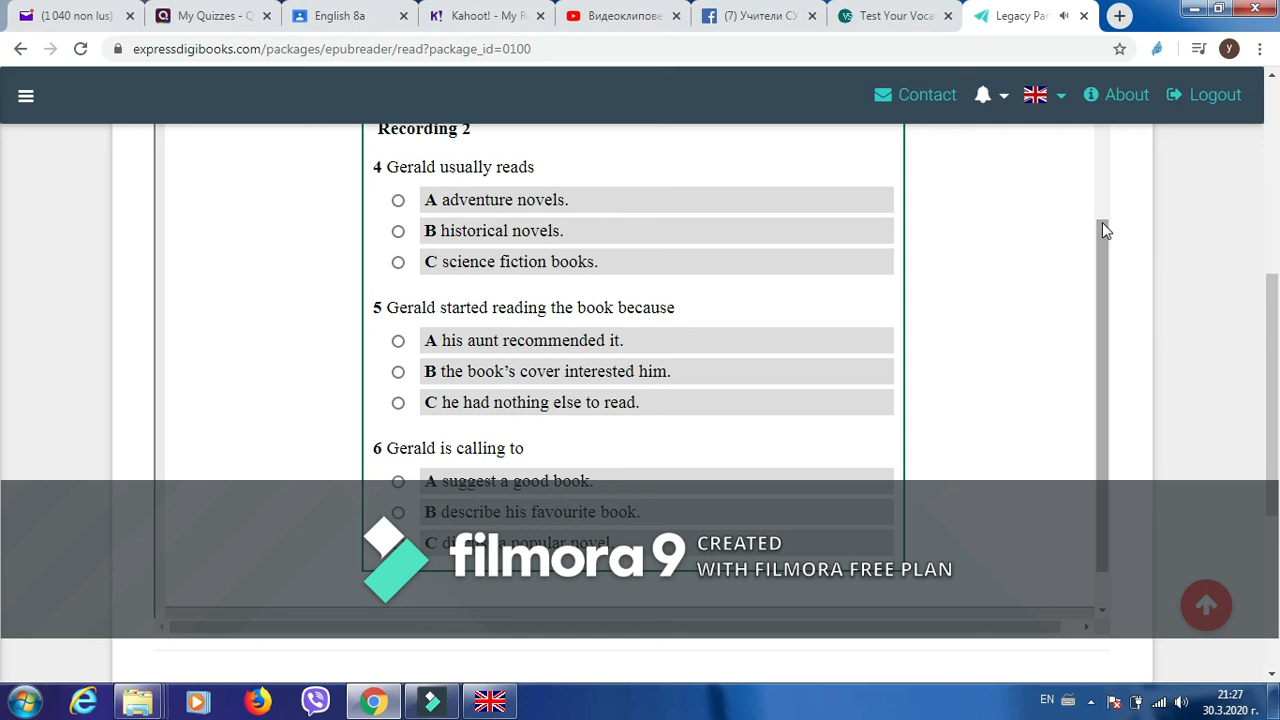 (1 040 non lus)
My Quizzes - Q
English 8a
Kahoot! - My
Видеоклипове
(7) Учители СУ
Test Your Voca
Legacy Par
expressdigibooks.com/packages/epubreader/read?package_id=0100
y
Contact
About
Logout
Recording 2
4 Gerald usually reads
A adventure novels.
B historical novels.
C science fiction books.
5 Gerald started reading the book because
A his aunt recommended it.
B the book's cover interested him.
C he had nothing else to read.
6 Gerald is calling to
A suggest a good book.
B describe his favourite book.
C a popular novel.
filmora9
CREATED
WITH FILMORA FREE PLAN
EN
21:27
30.3.2020 г.